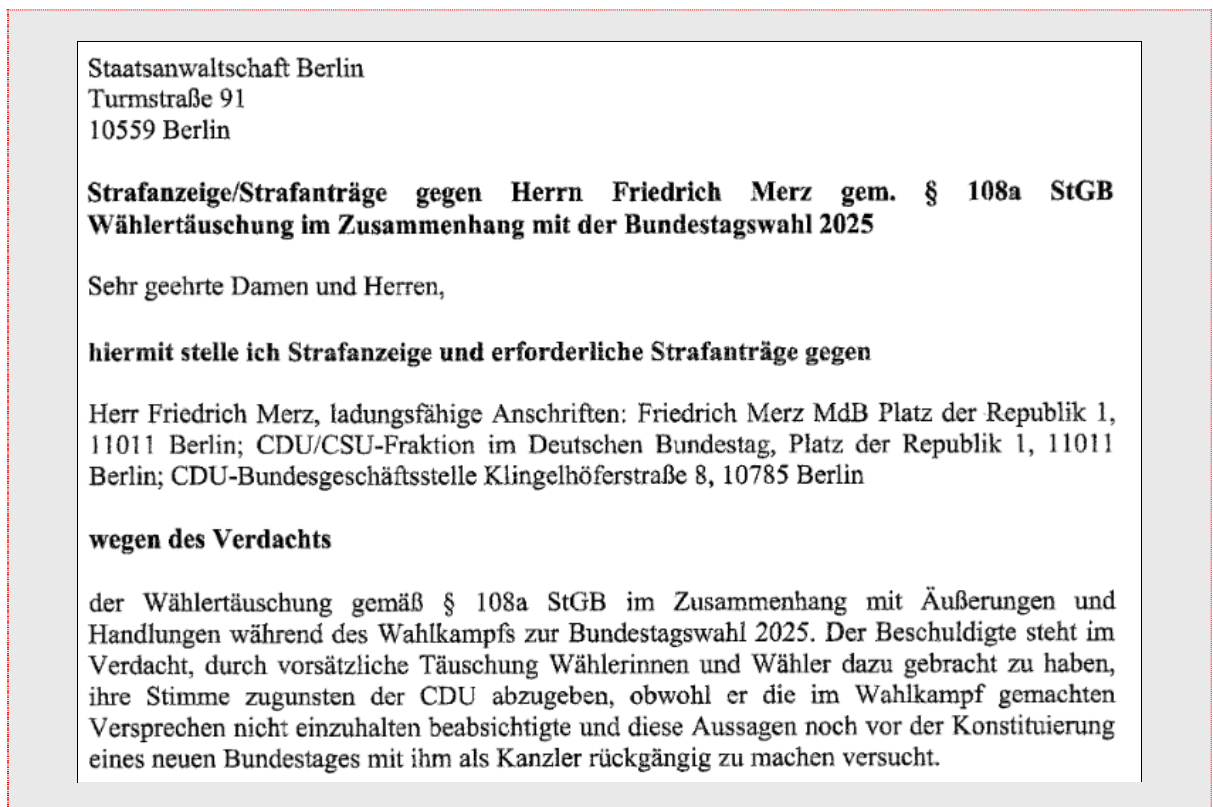 Staatsanwaltschaft Berlin
Turmstraße 91
10559 Berlin
Strafanzeige/Strafanträge gegen Herrn Friedrich Merz gem. § 108a StGB
Wählertäuschung im Zusammenhang mit der Bundestagswahl 2025
Sehr geehrte Damen und Herren,
hiermit stelle ich Strafanzeige und erforderliche Strafanträge gegen
Herr Friedrich Merz, ladungsfähige Anschriften: Friedrich Merz MdB Platz der Republik 1,
11011 Berlin; CDU/CSU-Fraktion im Deutschen Bundestag, Platz der Republik 1, 11011
Berlin; CDU-Bundesgeschäftsstelle Klingelhöferstraße 8, 10785 Berlin
wegen des Verdachts
der Wählertäuschung gemäß § 108a StGB im Zusammenhang mit Äußerungen und
Handlungen während des Wahlkampfs zur Bundestagswahl 2025. Der Beschuldigte steht im
Verdacht, durch vorsätzliche Täuschung Wählerinnen und Wähler dazu gebracht zu haben,
ihre Stimme zugunsten der CDU abzugeben, obwohl er die im Wahlkampf gemachten
Versprechen nicht einzuhalten beabsichtigte und diese Aussagen noch vor der Konstituierung
eines neuen Bundestages mit ihm als Kanzler rückgängig zu machen versucht.